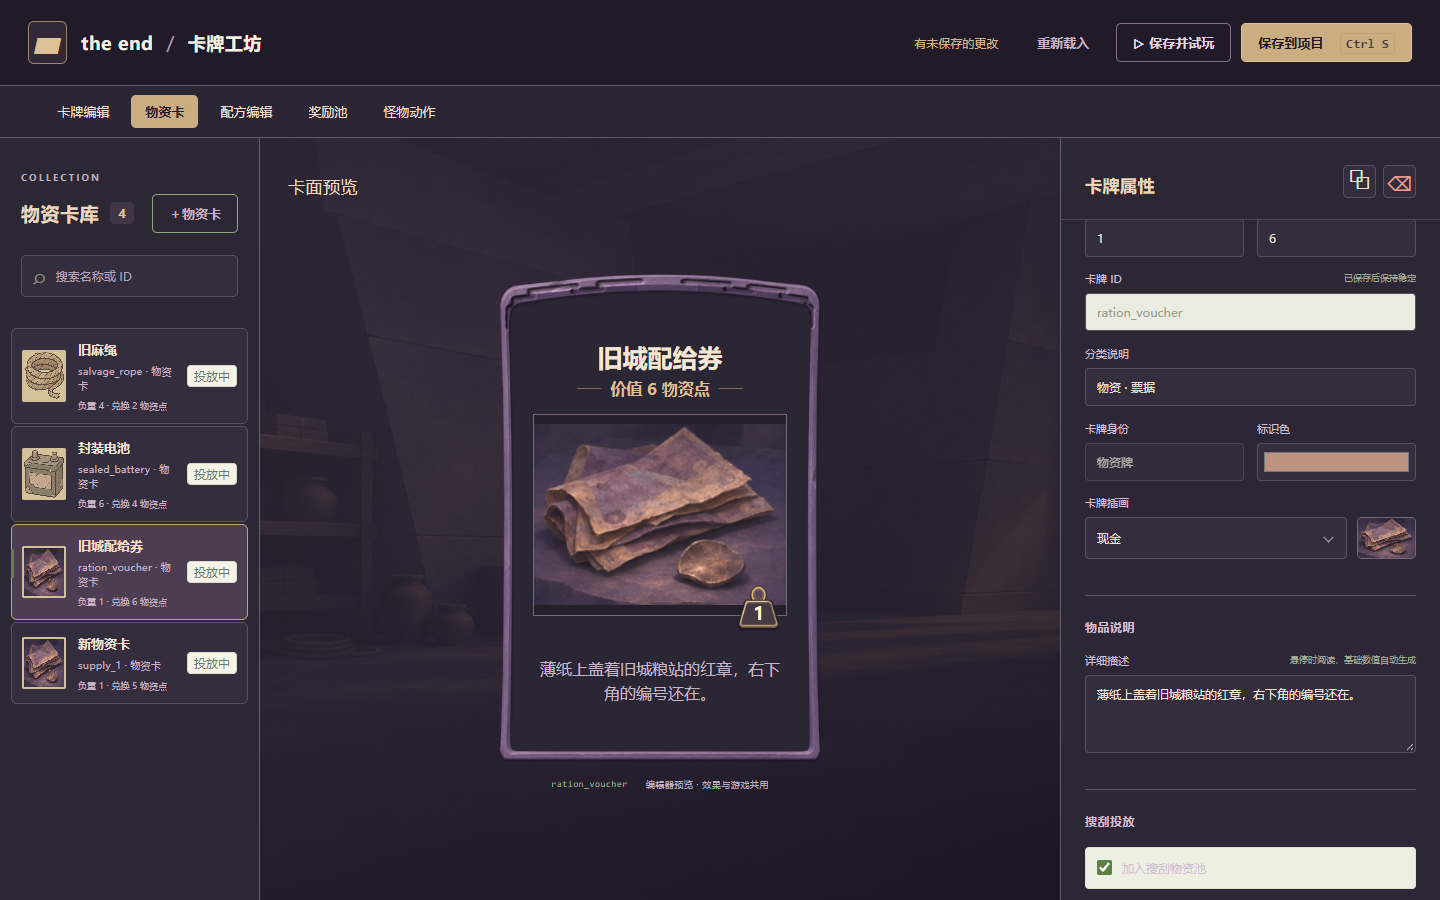 the end / 卡牌工坊
有未保存的更改
重新载入
▷ 保存并试玩
保存到项目 Ctrl S
卡牌编辑
物资卡
配方编辑
奖励池
怪物动作
COLLECTION
物资卡库 4
+ 物资卡
搜索名称或 ID
旧麻绳
salvage_rope · 物资
卡
负重 4 · 兑换 2 物资点
投放中
封装电池
sealed_battery · 物
资卡
负重 6 · 兑换 4 物资点
投放中
旧城配给券
ration_voucher · 物
资卡
负重 1 · 兑换 6 物资点
投放中
新物资卡
supply_1 · 物资卡
负重 1 · 兑换 5 物资点
投放中
卡面预览
旧城配给券
价值 6 物资点
1
薄纸上盖着旧城粮站的红章，右下
角的编号还在。
ration_voucher 编辑器预览 · 效果与游戏共用
卡牌属性
1
6
卡牌 ID
已保存后保持稳定
ration_voucher
分类说明
物资 · 票据
卡牌身份
标识色
物资牌
卡牌插画
现金
物品说明
详细描述
悬停时阅读，基础数值自动生成
薄纸上盖着旧城粮站的红章，右下角的编号还在。
搜刮投放
加入搜刮物资池